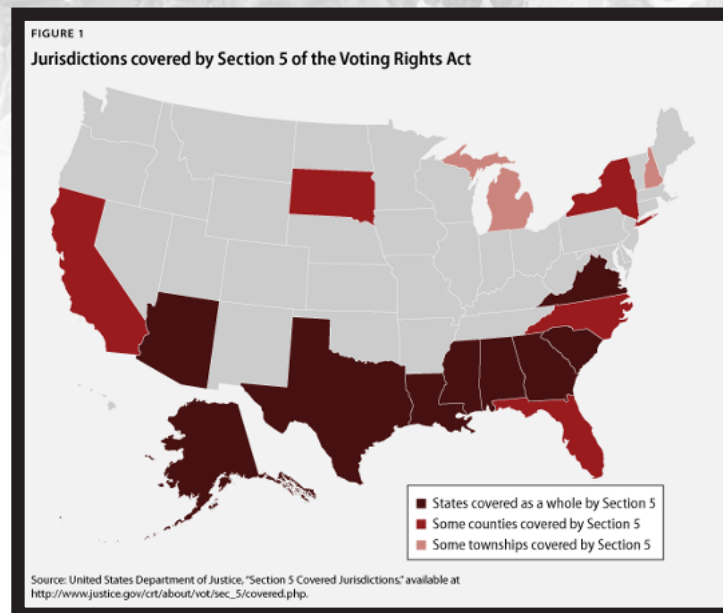 FIGURE 1
Jurisdictions covered by Section 5 of the Voting Rights Act
States covered as a whole by Section 5
Some counties covered by Section 5
Some townships covered by Section 5
Source: United States Department of Justice, "Section 5 Covered Jurisdictions," available at
http://www.justice.gov/crt/about/vot/sec_5/covered.php.